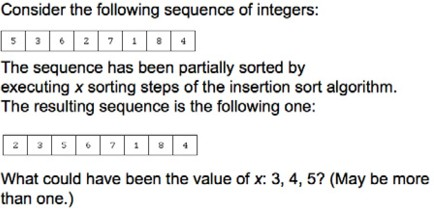 Consider the following sequence of integers:
5 3 6 2 7 1 8 4
The sequence has been partially sorted by
executing x sorting steps of the insertion sort algorithm.
The resulting sequence is the following one:
2 3 5 6 7 1 8 4
What could have been the value of x: 3, 4, 5? (May be more
than one.)